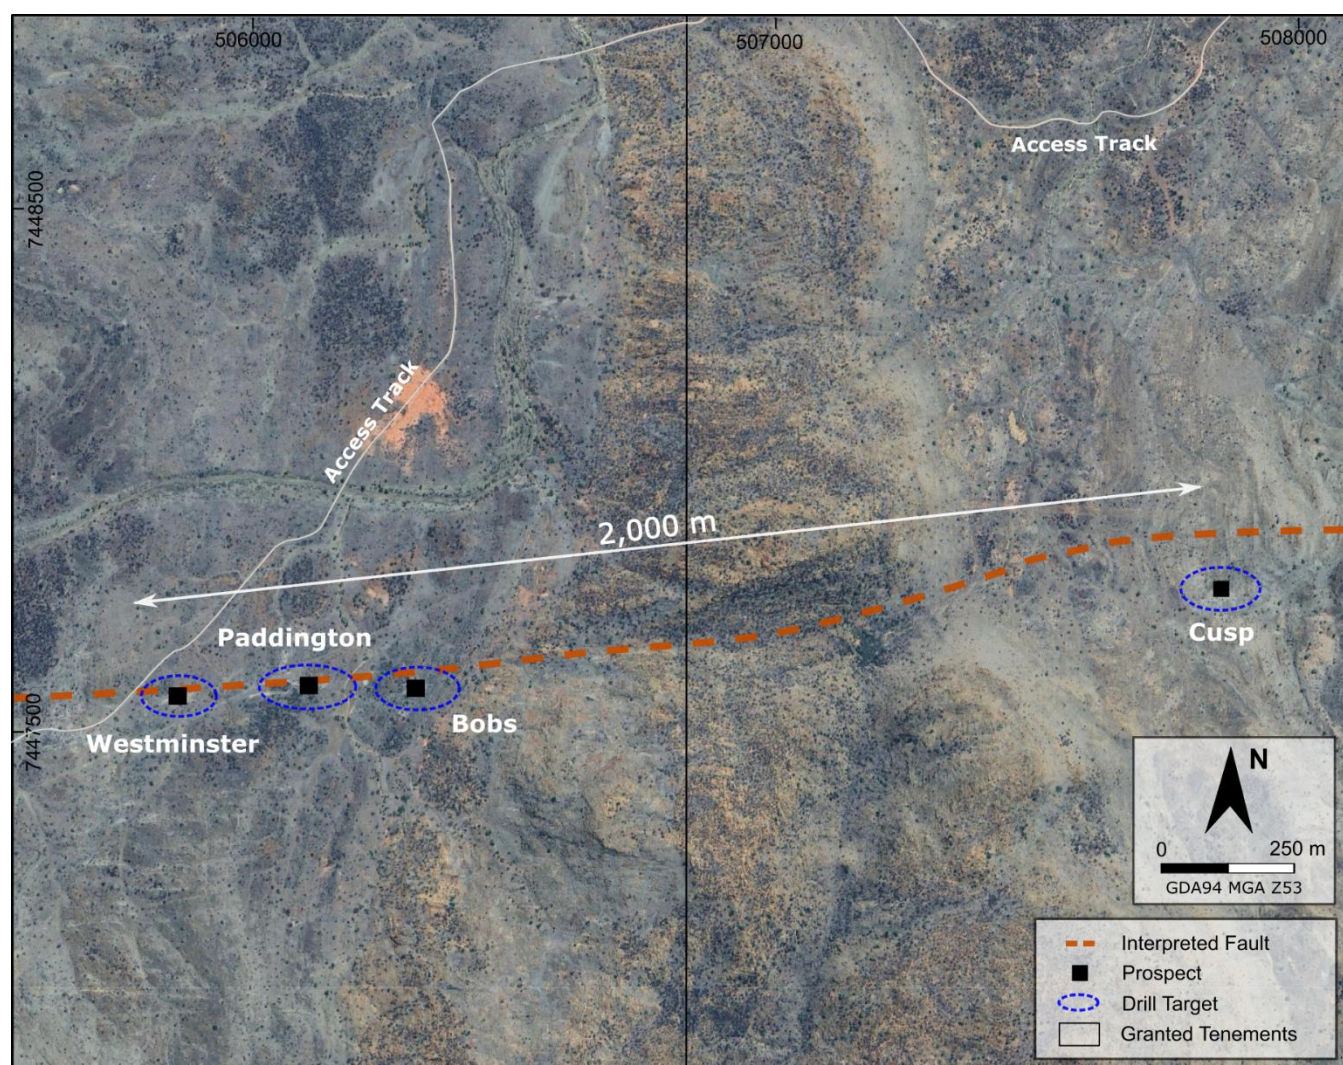 506000
507000
508000
Access Track
7448500
Access Track
2,000 m
Paddington
Cusp
Bobs
Westminster
7447500
N
0 250 m
GDA94 MGA Z53
Interpreted Fault
Prospect
Drill Target
Granted Tenements